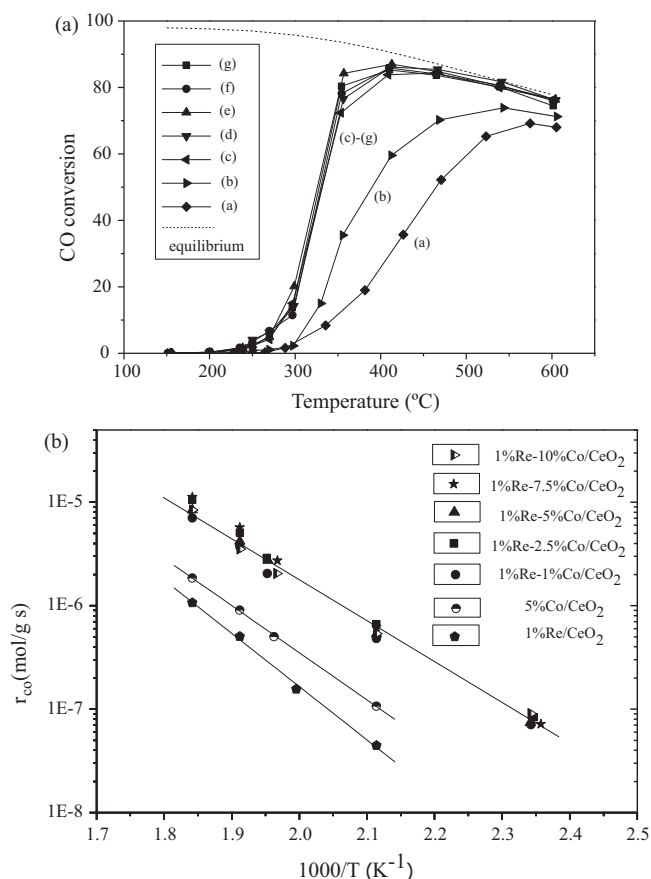 (a)
100
80
60
40
20
0
CO conversion
(g)
(f)
(e)
(d)
(c)
(b)
(a)
equilibrium
(c)-(g)
(b)
(a)
100 200 300 400 500 600
Temperature (ºC)
(b)
1E-5
1E-6
1E-7
1E-8
r_co(mol/g s)
1%Re-10%Co/CeO₂
1%Re-7.5%Co/CeO₂
1%Re-5%Co/CeO₂
1%Re-2.5%Co/CeO₂
1%Re-1%Co/CeO₂
5%Co/CeO₂
1%Re/CeO₂
1.7 1.8 1.9 2.0 2.1 2.2 2.3 2.4 2.5
1000/T (K⁻¹)